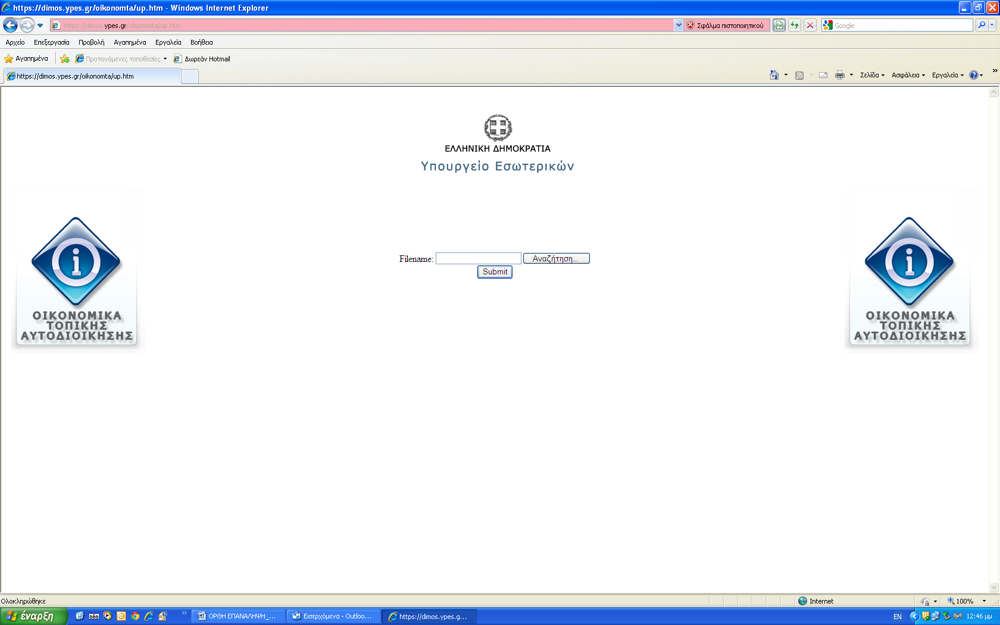 https://dimos.ypes.gr/oikonomta/up.htm - Windows Internet Explorer
https://dimos.ypes.gr/oikonomta/up.htm
Σφάλμα πιστοποιητικού
Google
Αρχείο Επεξεργασία Προβολή Αγαπημένα Εργαλεία Βοήθεια
Αγαπημένα Προτεινόμενες τοποθεσίες Δωρεάν Hotmail
https://dimos.ypes.gr/oikonomta/up.htm
Σελίδα Ασφάλεια Εργαλεία
ΕΛΛΗΝΙΚΗ ΔΗΜΟΚΡΑΤΙΑ
Υπουργείο Εσωτερικών
Filename: Αναζήτηση...
Submit
ΟΙΚΟΝΟΜΙΚΑ
ΤΟΠΙΚΗΣ
ΑΥΤΟΔΙΟΙΚΗΣΗΣ
ΟΙΚΟΝΟΜΙΚΑ
ΤΟΠΙΚΗΣ
ΑΥΤΟΔΙΟΙΚΗΣΗΣ
Ολοκληρώθηκε Internet 100%
έναρξη ΟΡΘΗ ΕΠΑΝΑΛΗΨΗ_... Εισερχόμενα - Outloo... https://dimos.ypes.g... EN 12:46 μμ